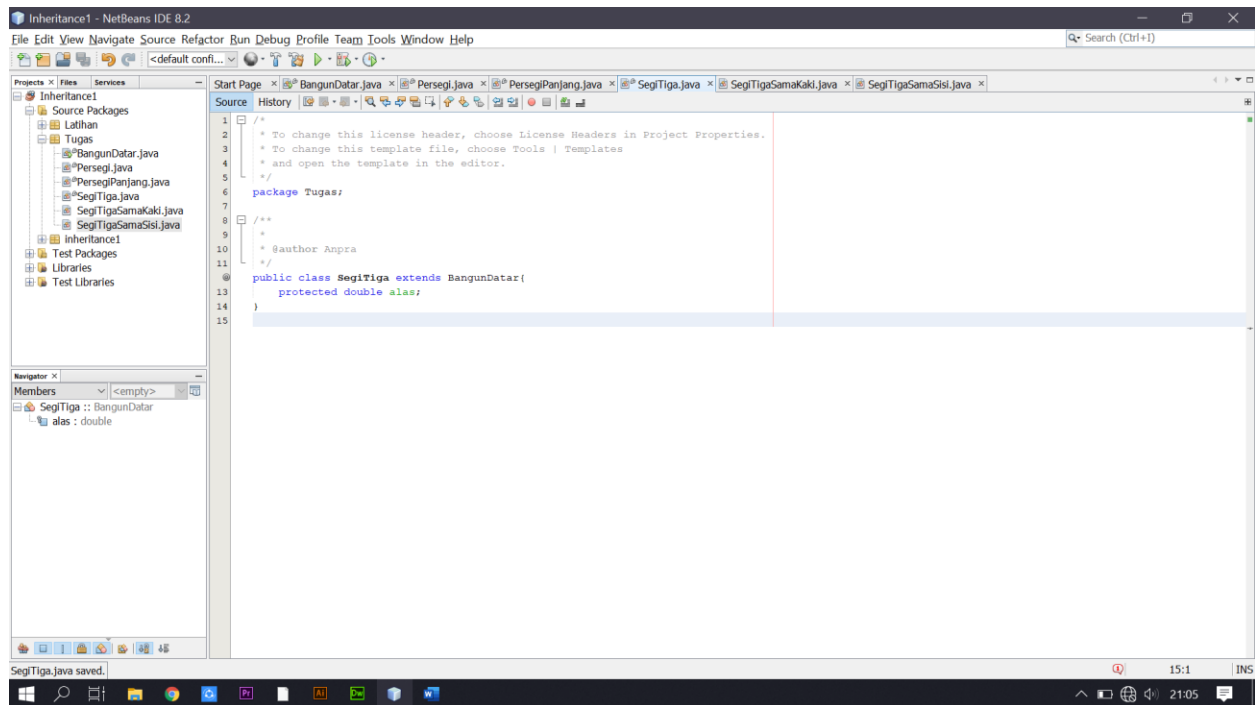 Inheritance1 - NetBeans IDE 8.2
File Edit View Navigate Source Refactor Run Debug Profile Team Tools Window Help
Search (Ctrl+I)
<default confi...
Projects Files Services
Inheritance1
Source Packages
Latihan
Tugas
BangunDatar.java
Persegi.java
PersegiPanjang.java
SegiTiga.java
SegiTigaSamaKaki.java
SegiTigaSamaSisi.java
inheritance1
Test Packages
Libraries
Test Libraries
Start Page BangunDatar.java Persegi.java PersegiPanjang.java SegiTiga.java SegiTigaSamaKaki.java SegiTigaSamaSisi.java
Source History
1 /*
2 * To change this license header, choose License Headers in Project Properties.
3 * To change this template file, choose Tools | Templates
4 * and open the template in the editor.
5 */
6 package Tugas;
7
8 /**
9 *
10 * @author Anpra
11 */
public class SegiTiga extends BangunDatar{
13 protected double alas;
14 }
15
Navigator
Members <empty>
SegiTiga :: BangunDatar
alas : double
SegiTiga.java saved.
15:1 INS
Pr Ai Dw W
21:05